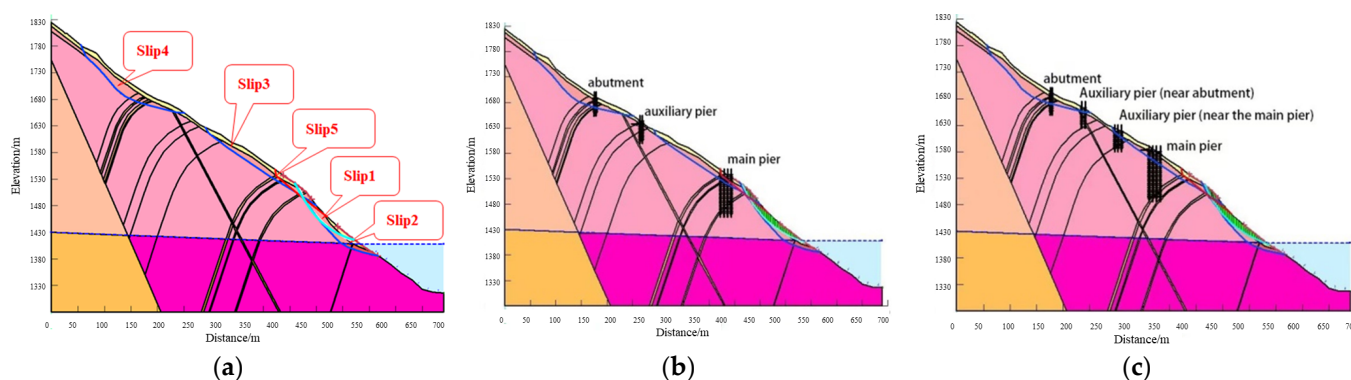 1830
1780
1730
1680
1630
1580
1530
1480
1430
1380
1330
Elevation/m
Slip4
Slip3
Slip5
Slip1
Slip2
0 50 100 150 200 250 300 350 400 450 500 550 600 650 700
Distance/m
(a)
1830
1780
1730
1680
1630
1580
1530
1480
1430
1380
1330
Elevation/m
abutment
auxiliary pier
main pier
0 50 100 150 200 250 300 350 400 450 500 550 600 650 700
Distance/m
(b)
1830
1780
1730
1680
1630
1580
1530
1480
1430
1380
1330
Elevation/m
abutment
Auxiliary pier (near abutment)
Auxiliary pier (near the main pier)
main pier
0 50 100 150 200 250 300 350 400 450 500 550 600 650 700
Distance/m
(c)